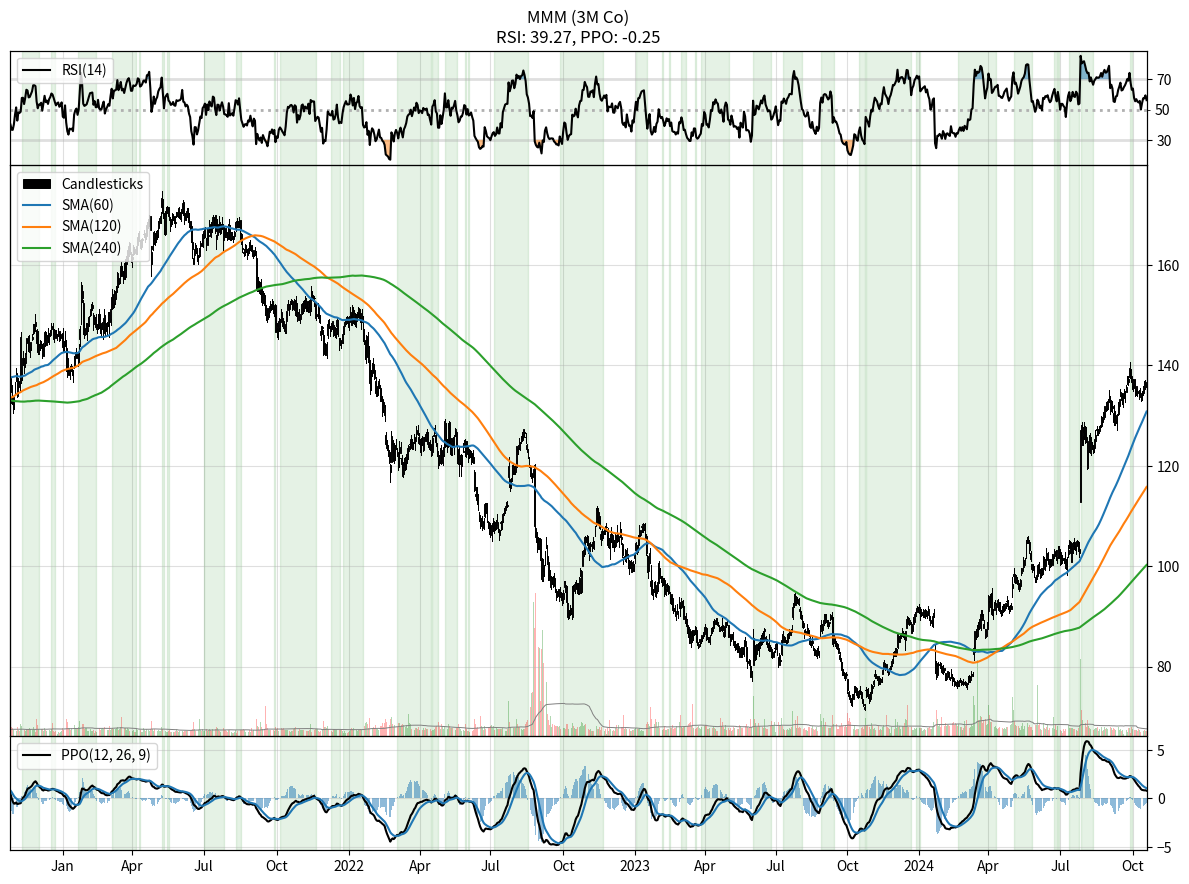 MMM (3M Co)
RSI: 39.27, PPO: -0.25
RSI(14)
70
50
30
Candlesticks
SMA(60)
SMA(120)
SMA(240)
160
140
120
100
80
PPO(12, 26, 9)
5
0
−5
Jan Apr Jul Oct 2022 Apr Jul Oct 2023 Apr Jul Oct 2024 Apr Jul Oct